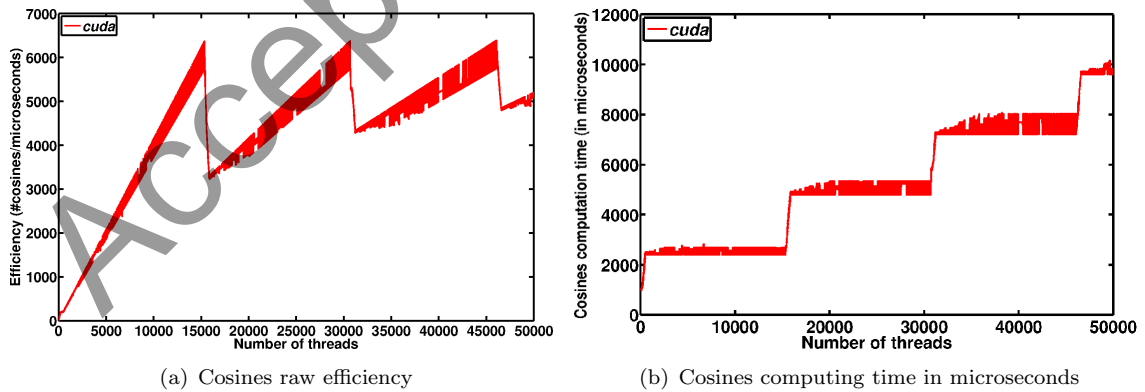 7000
6000
5000
4000
3000
2000
1000
0
Efficiency (#cosines/microseconds)
cuda
0 5000 10000 15000 20000 25000 30000 35000 40000 45000 50000
Number of threads
(a) Cosines raw efficiency
12000
10000
8000
6000
4000
2000
0
Cosines computation time (in microseconds)
cuda
0 10000 20000 30000 40000 50000
Number of threads
(b) Cosines computing time in microseconds
Accep